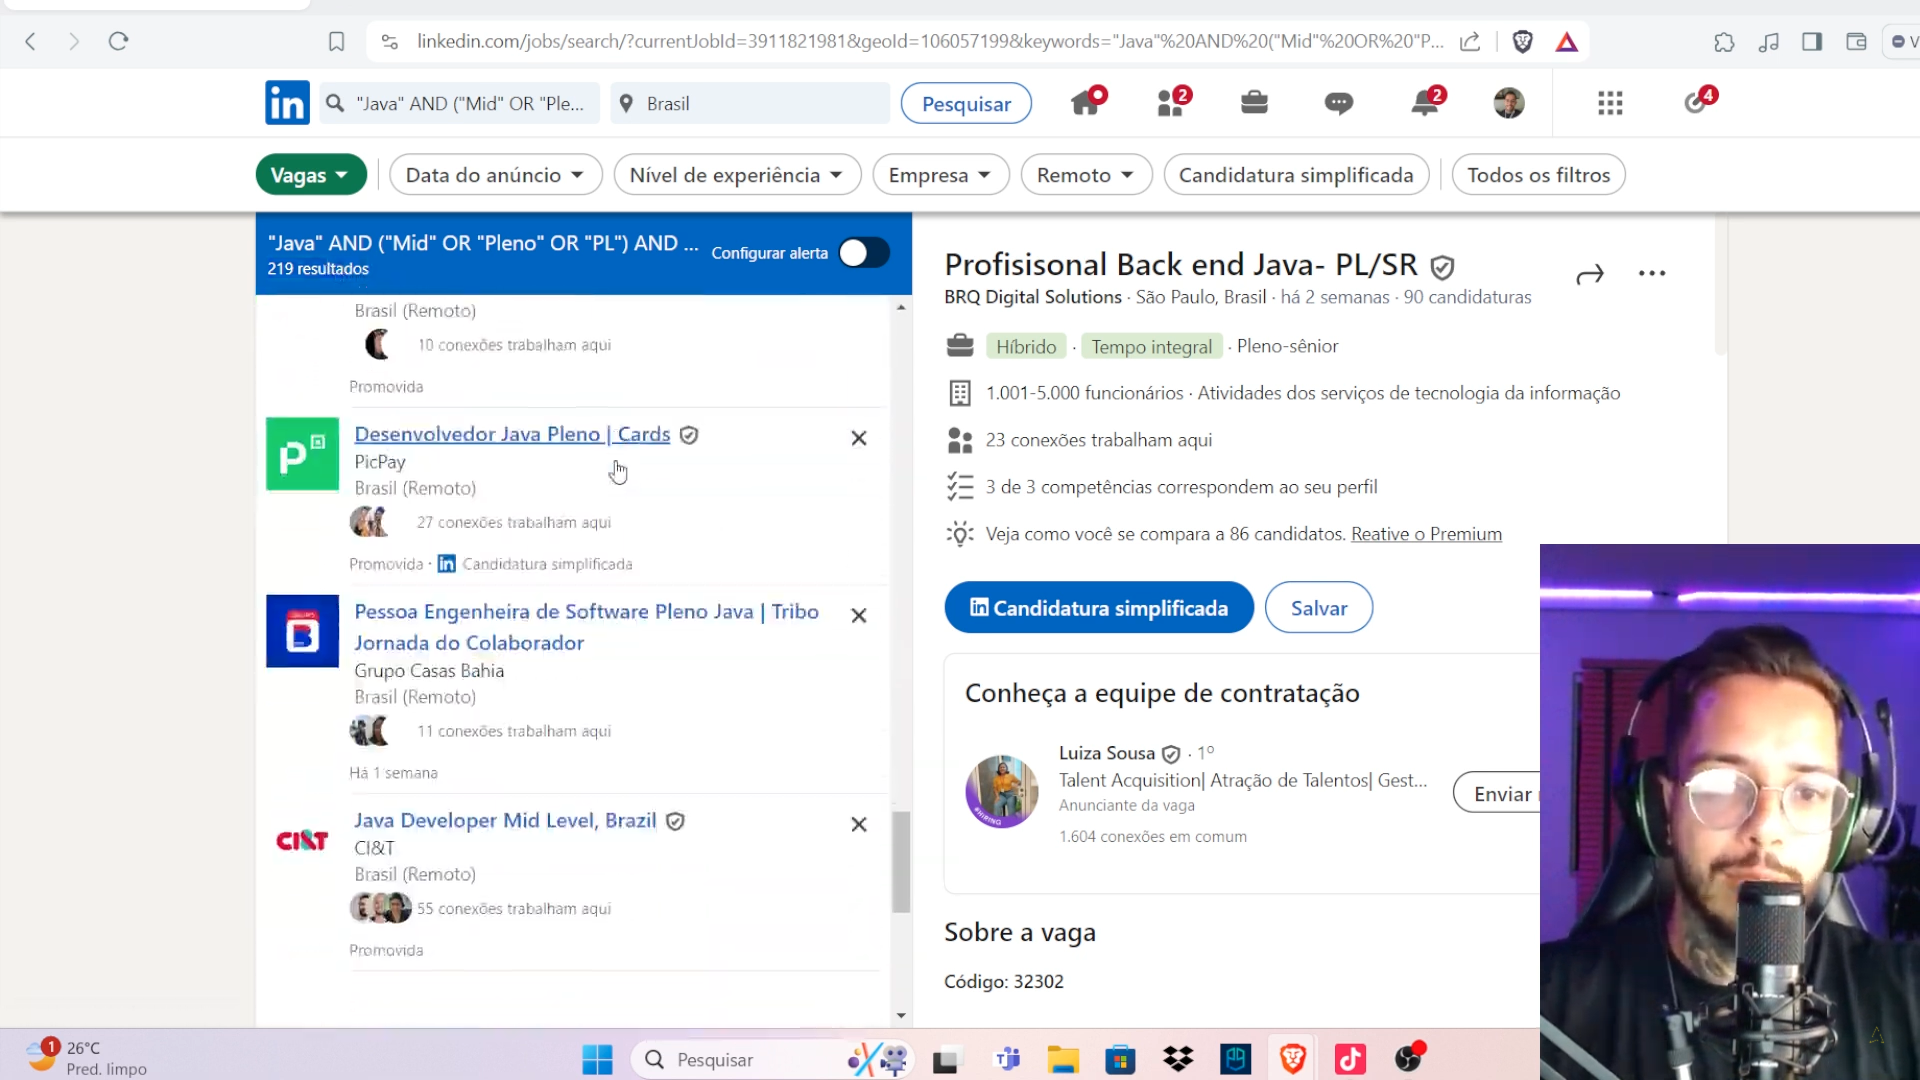 linkedin.com/jobs/search/?currentJobId=3911821981&geoId=106057199&keywords="Java"%20AND%20("Mid"%20OR%20"P...
V
in
"Java" AND ("Mid" OR "Ple...
Brasil
Pesquisar
2
2
4
Vagas
Data do anúncio
Nível de experiência
Empresa
Remoto
Candidatura simplificada
Todos os filtros
"Java" AND ("Mid" OR "Pleno" OR "PL") AND ...
219 resultados
Configurar alerta
Brasil (Remoto)
10 conexões trabalham aqui
Promovida
Desenvolvedor Java Pleno | Cards
PicPay
Brasil (Remoto)
27 conexões trabalham aqui
Promovida · in Candidatura simplificada
Pessoa Engenheira de Software Pleno Java | Tribo
Jornada do Colaborador
Grupo Casas Bahia
Brasil (Remoto)
11 conexões trabalham aqui
Há 1 semana
CI&T
Java Developer Mid Level, Brazil
CI&T
Brasil (Remoto)
55 conexões trabalham aqui
Promovida
Profisisonal Back end Java- PL/SR
BRQ Digital Solutions · São Paulo, Brasil · há 2 semanas · 90 candidaturas
Híbrido · Tempo integral · Pleno-sênior
1.001-5.000 funcionários · Atividades dos serviços de tecnologia da informação
23 conexões trabalham aqui
3 de 3 competências correspondem ao seu perfil
Veja como você se compara a 86 candidatos. Reative o Premium
in Candidatura simplificada
Salvar
Conheça a equipe de contratação
Luiza Sousa · 1º
Talent Acquisition| Atração de Talentos| Gest...
Anunciante da vaga
1.604 conexões em comum
Enviar
#HIRING
Sobre a vaga
Código: 32302
1
26°C
Pred. limpo
Pesquisar